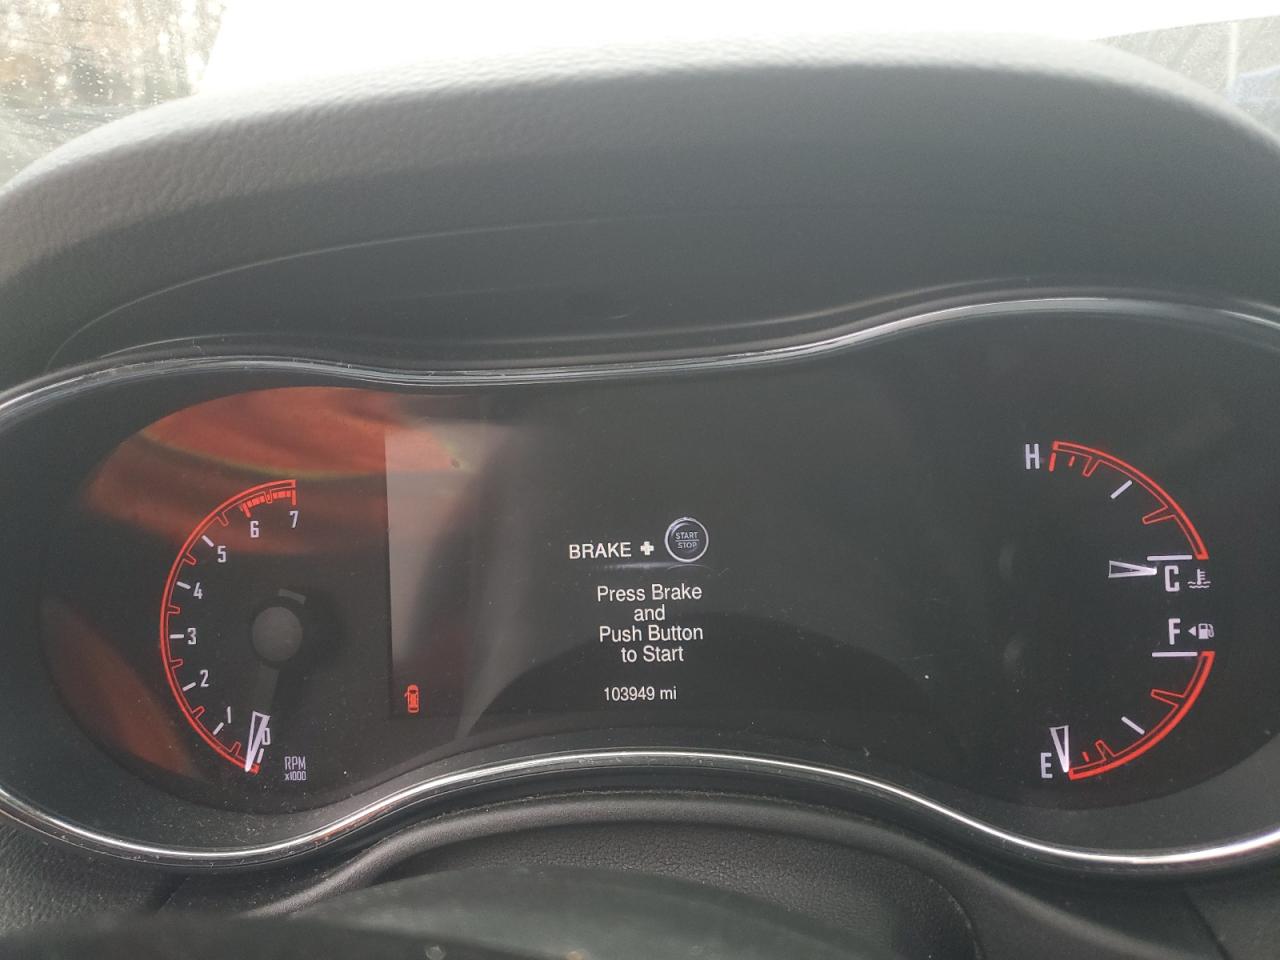 7
6
5
4
3
2
1
0
RPM
x1000
BRAKE + START
STOP
Press Brake
and
Push Button
to Start
103949 mi
H
C
F
E